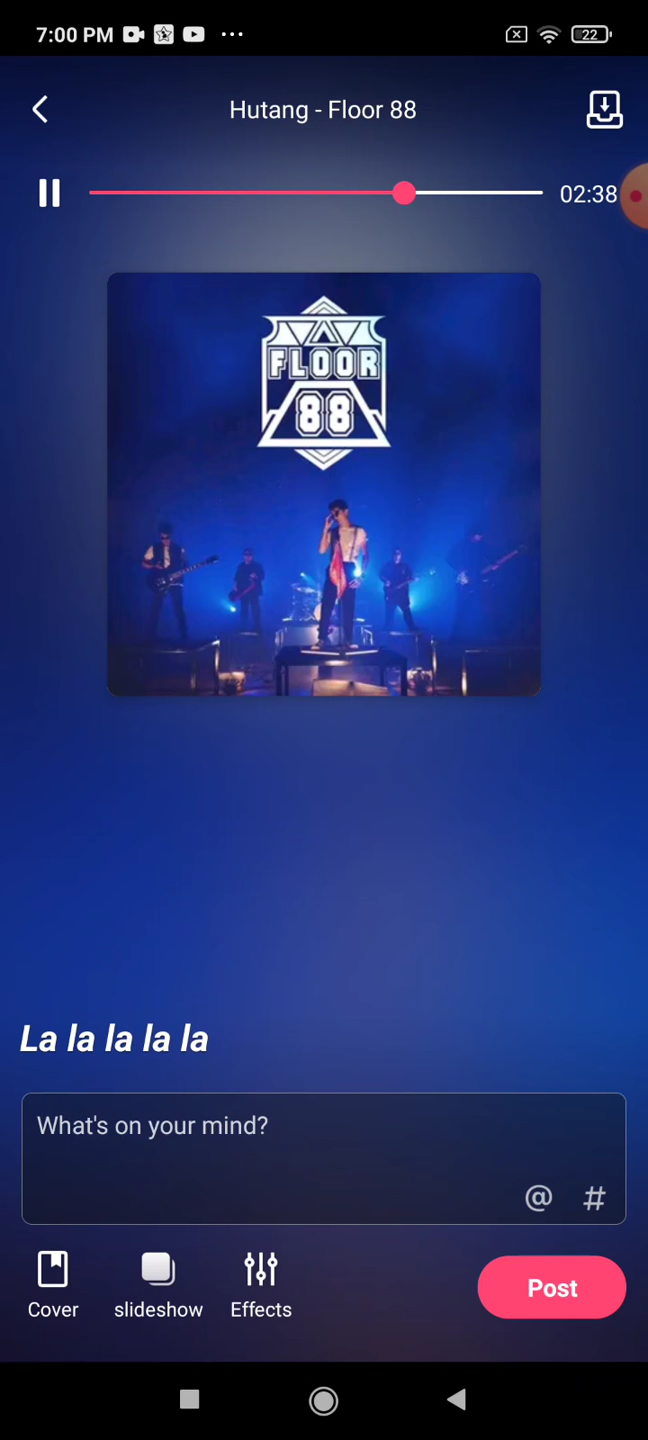 7:00 PM
22
Hutang - Floor 88
02:38
FLOOR
88
La la la la la
What's on your mind?
@ #
Cover
slideshow
Effects
Post